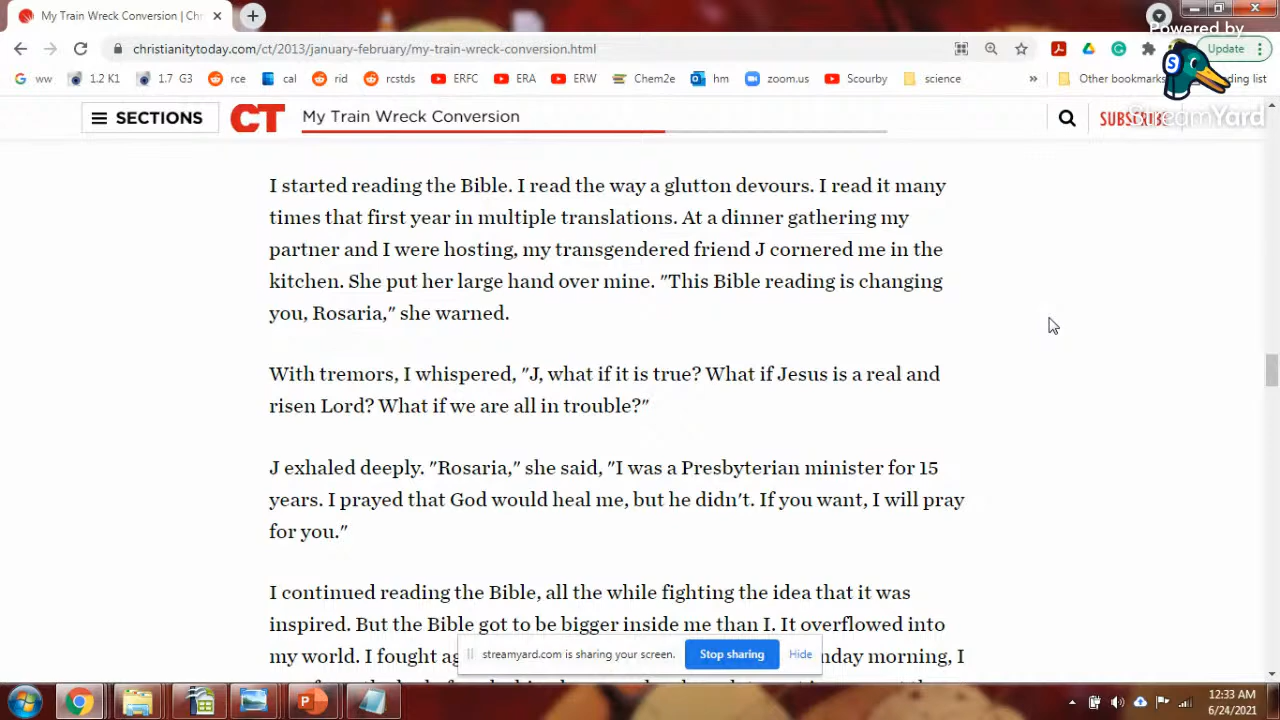 My Train Wreck Conversion | Chr
Powered by
christianitytoday.com/ct/2013/january-february/my-train-wreck-conversion.html
Update
ww 1.2 K1 1.7 G3 rce cal rid rcstds ERFC ERA ERW Chem2e hm zoom.us Scourby science » Other bookmarks ding list
SECTIONS CT My Train Wreck Conversion SUBSCRIBE
StreamYard
I started reading the Bible. I read the way a glutton devours. I read it many
times that first year in multiple translations. At a dinner gathering my
partner and I were hosting, my transgendered friend J cornered me in the
kitchen. She put her large hand over mine. "This Bible reading is changing
you, Rosaria," she warned.
With tremors, I whispered, "J, what if it is true? What if Jesus is a real and
risen Lord? What if we are all in trouble?"
J exhaled deeply. "Rosaria," she said, "I was a Presbyterian minister for 15
years. I prayed that God would heal me, but he didn't. If you want, I will pray
for you."
I continued reading the Bible, all the while fighting the idea that it was
inspired. But the Bible got to be bigger inside me than I. It overflowed into
my world. I fought ag nday morning, I
streamyard.com is sharing your screen. Stop sharing Hide
12:33 AM
6/24/2021